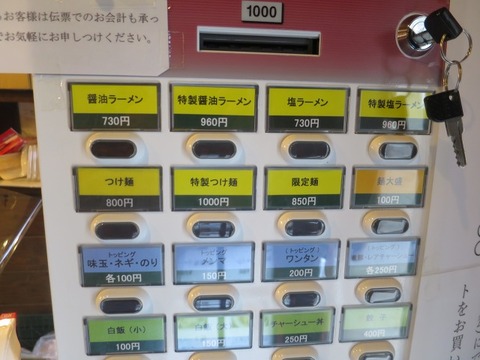 お客様は伝票でのお会計も承っ
でお気軽にお申しつけください。
1000
醤油ラーメン
730円
特製醤油ラーメン
960円
塩ラーメン
730円
特製塩ラーメン
960円
つけ麺
800円
特製つけ麺
1000円
限定麺
850円
麺大盛
100円
トッピング
味玉・ネギ・のり
各100円
トッピング
メンマ
150円
(トッピング)
ワンタン
200円
各250円
白飯(小)
100円
150円
チャーシュー丼
250円
400円
トをお買い